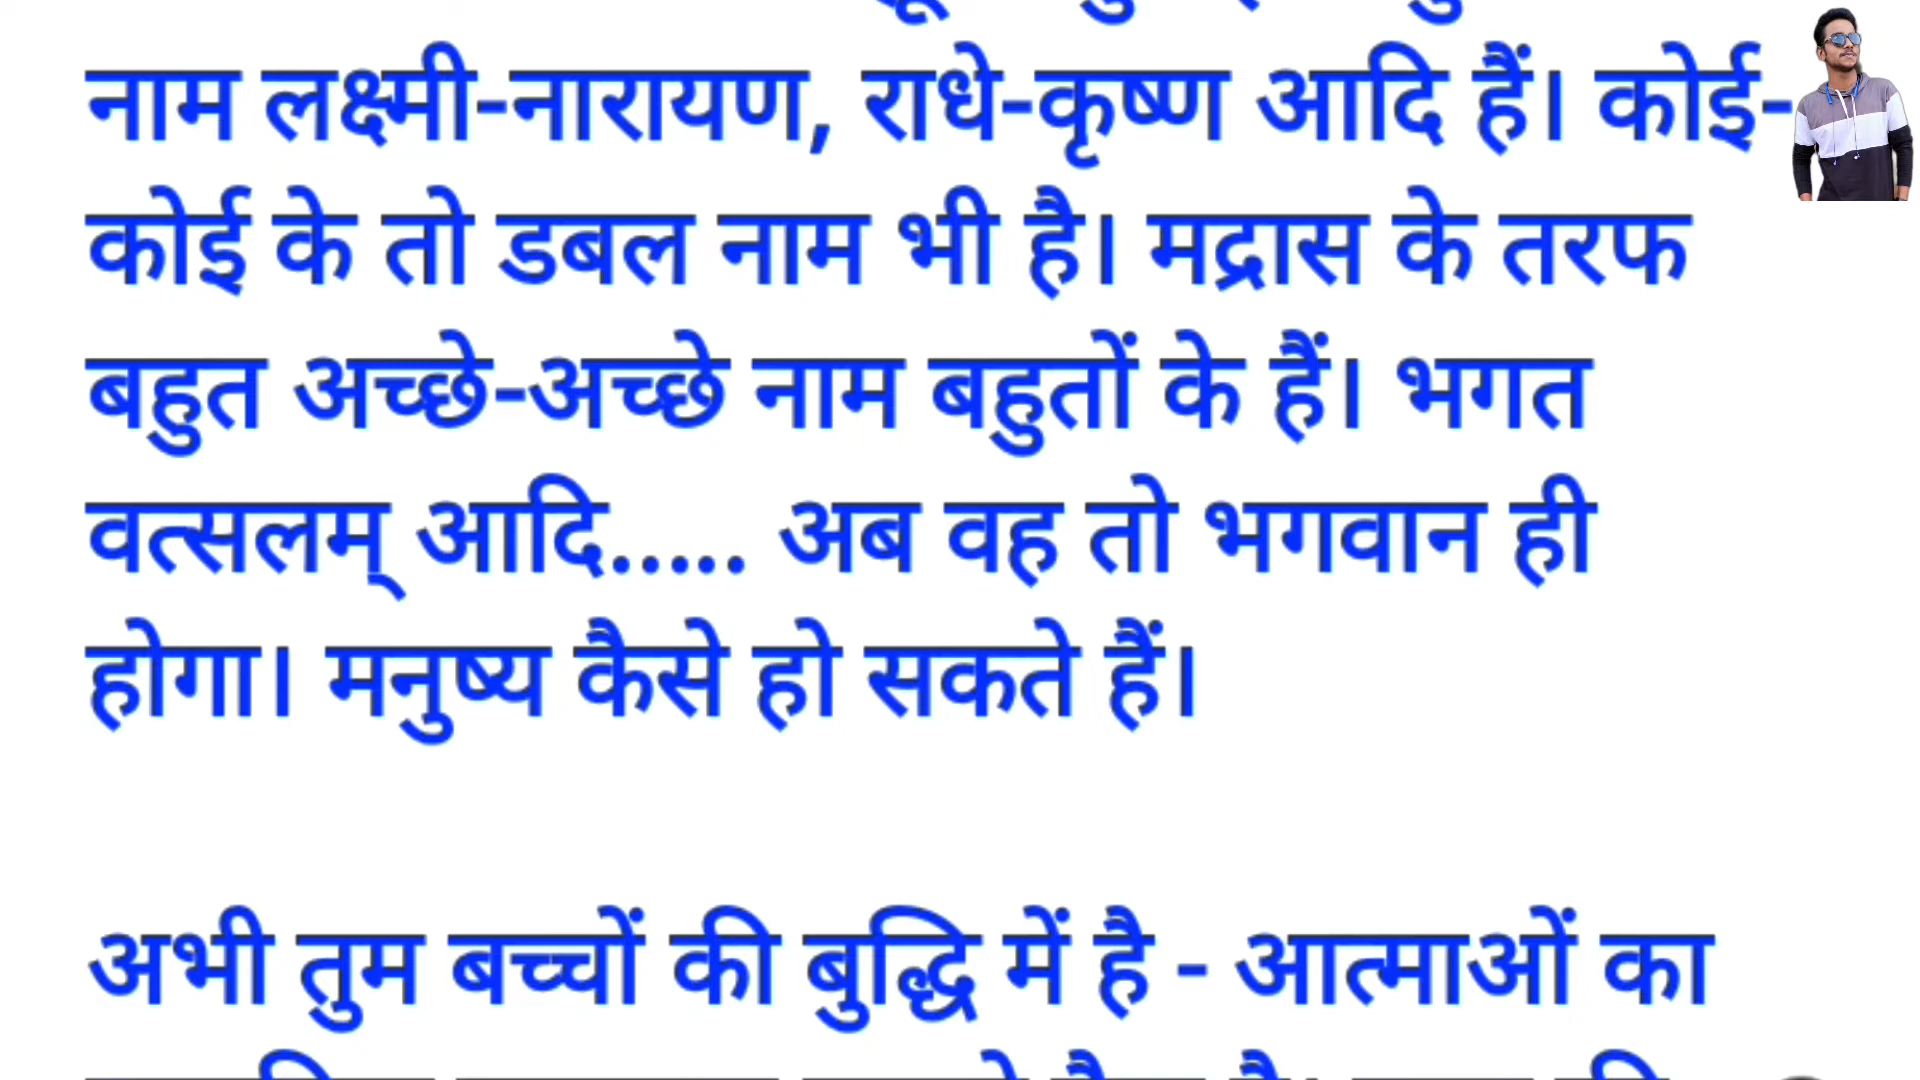 नाम लक्ष्मी-नारायण, राधे-कृष्ण आदि हैं। कोई-
कोई के तो डबल नाम भी है। मद्रास के तरफ
बहुत अच्छे-अच्छे नाम बहुतों के हैं। भगत
वत्सलम् आदि..... अब वह तो भगवान ही
होगा। मनुष्य कैसे हो सकते हैं।
अभी तुम बच्चों की बुद्धि में है - आत्माओं का